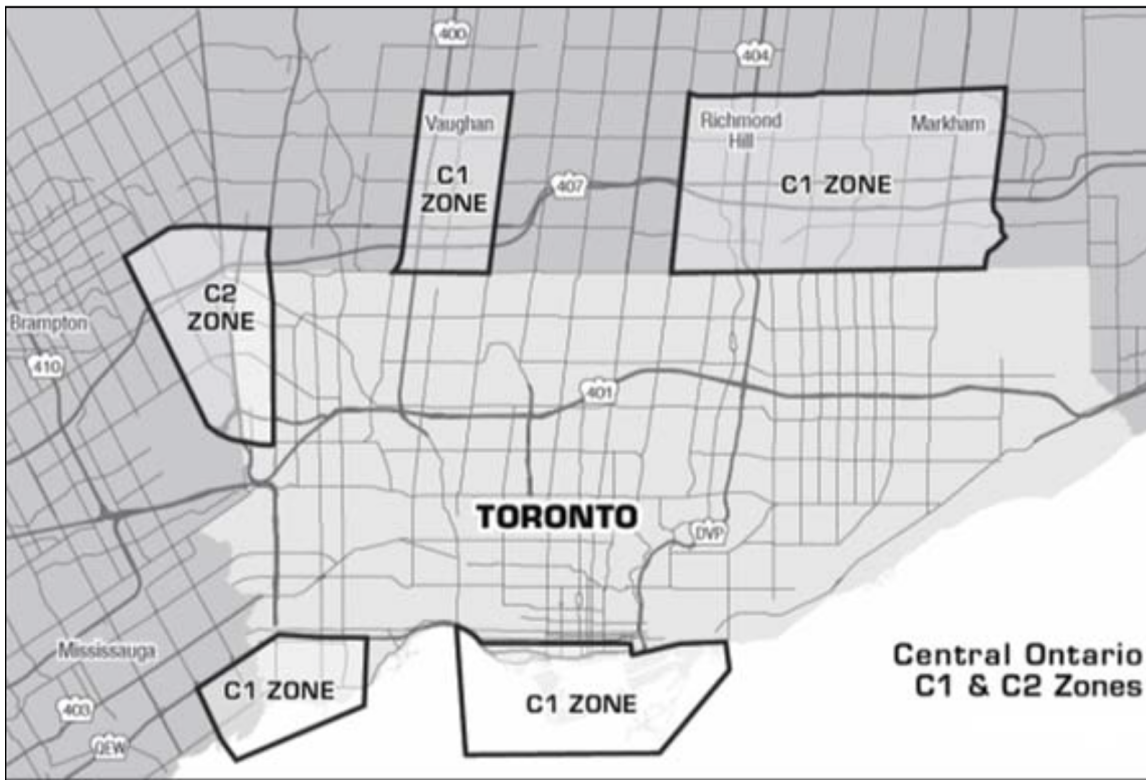 400
404
Vaughan
Richmond
Hill
Markham
C1
ZONE
C1 ZONE
407
C2
ZONE
Brampton
410
401
TORONTO
DVP
Mississauga
C1 ZONE
C1 ZONE
Central Ontario
C1 & C2 Zones
403
QEW